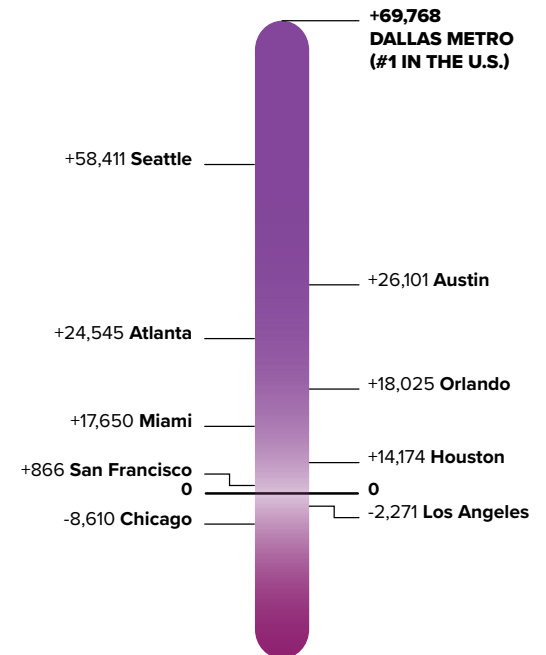 +69,768
DALLAS METRO
(#1 IN THE U.S.)
+58,411 Seattle
+26,101 Austin
+24,545 Atlanta
+18,025 Orlando
+17,650 Miami
+14,174 Houston
+866 San Francisco
0
0
-2,271 Los Angeles
-8,610 Chicago